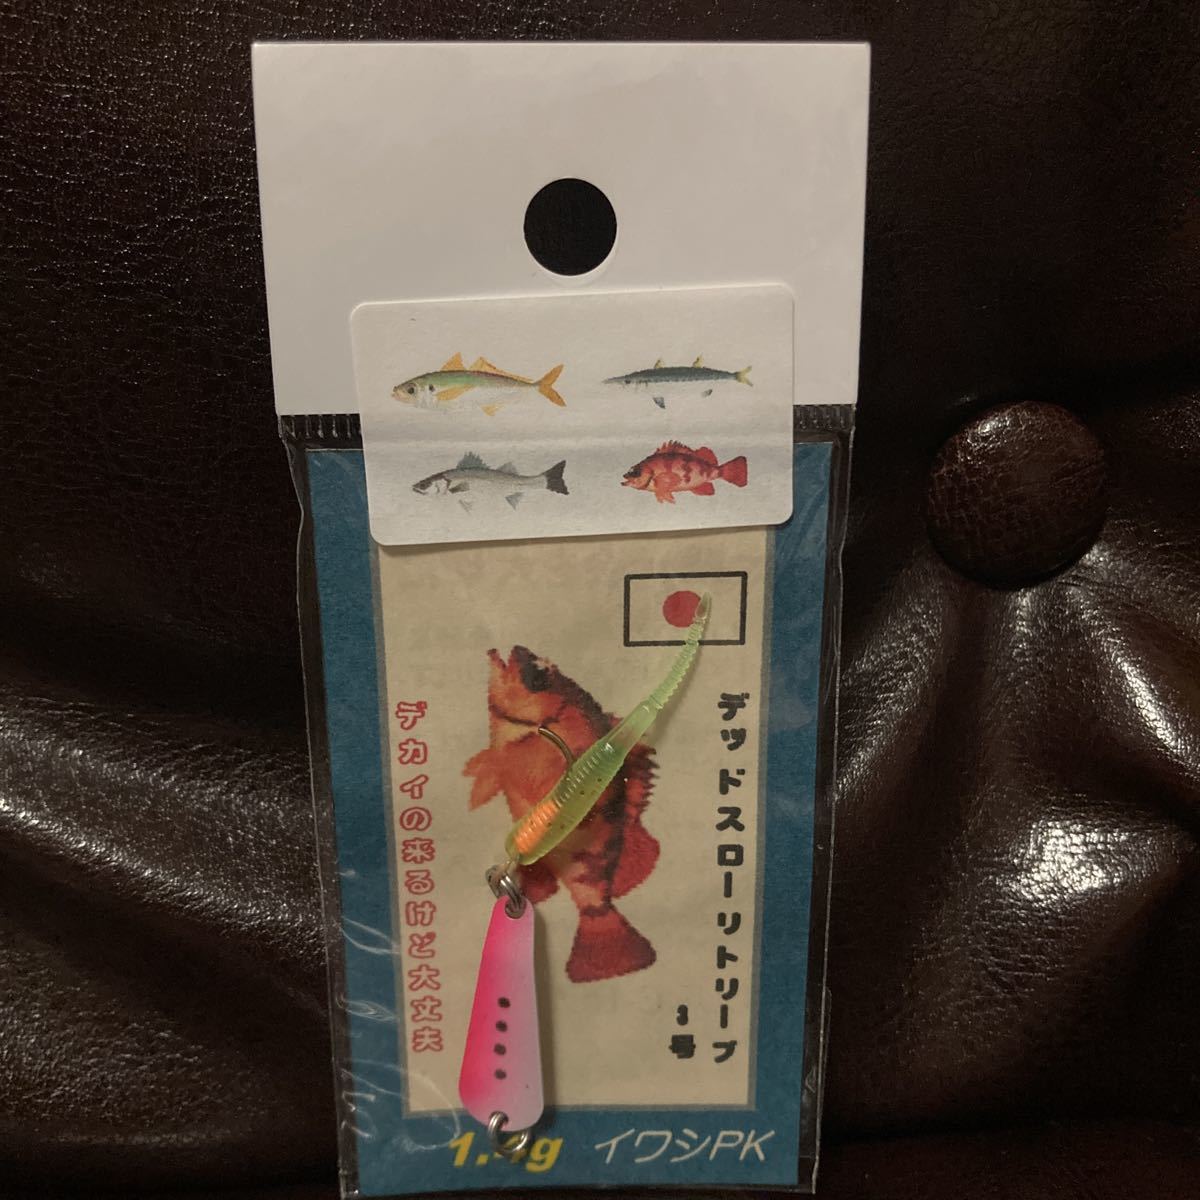 デッドスローリトリーブ
3号
デカイの来るけど大丈夫
1.4g イワシPK